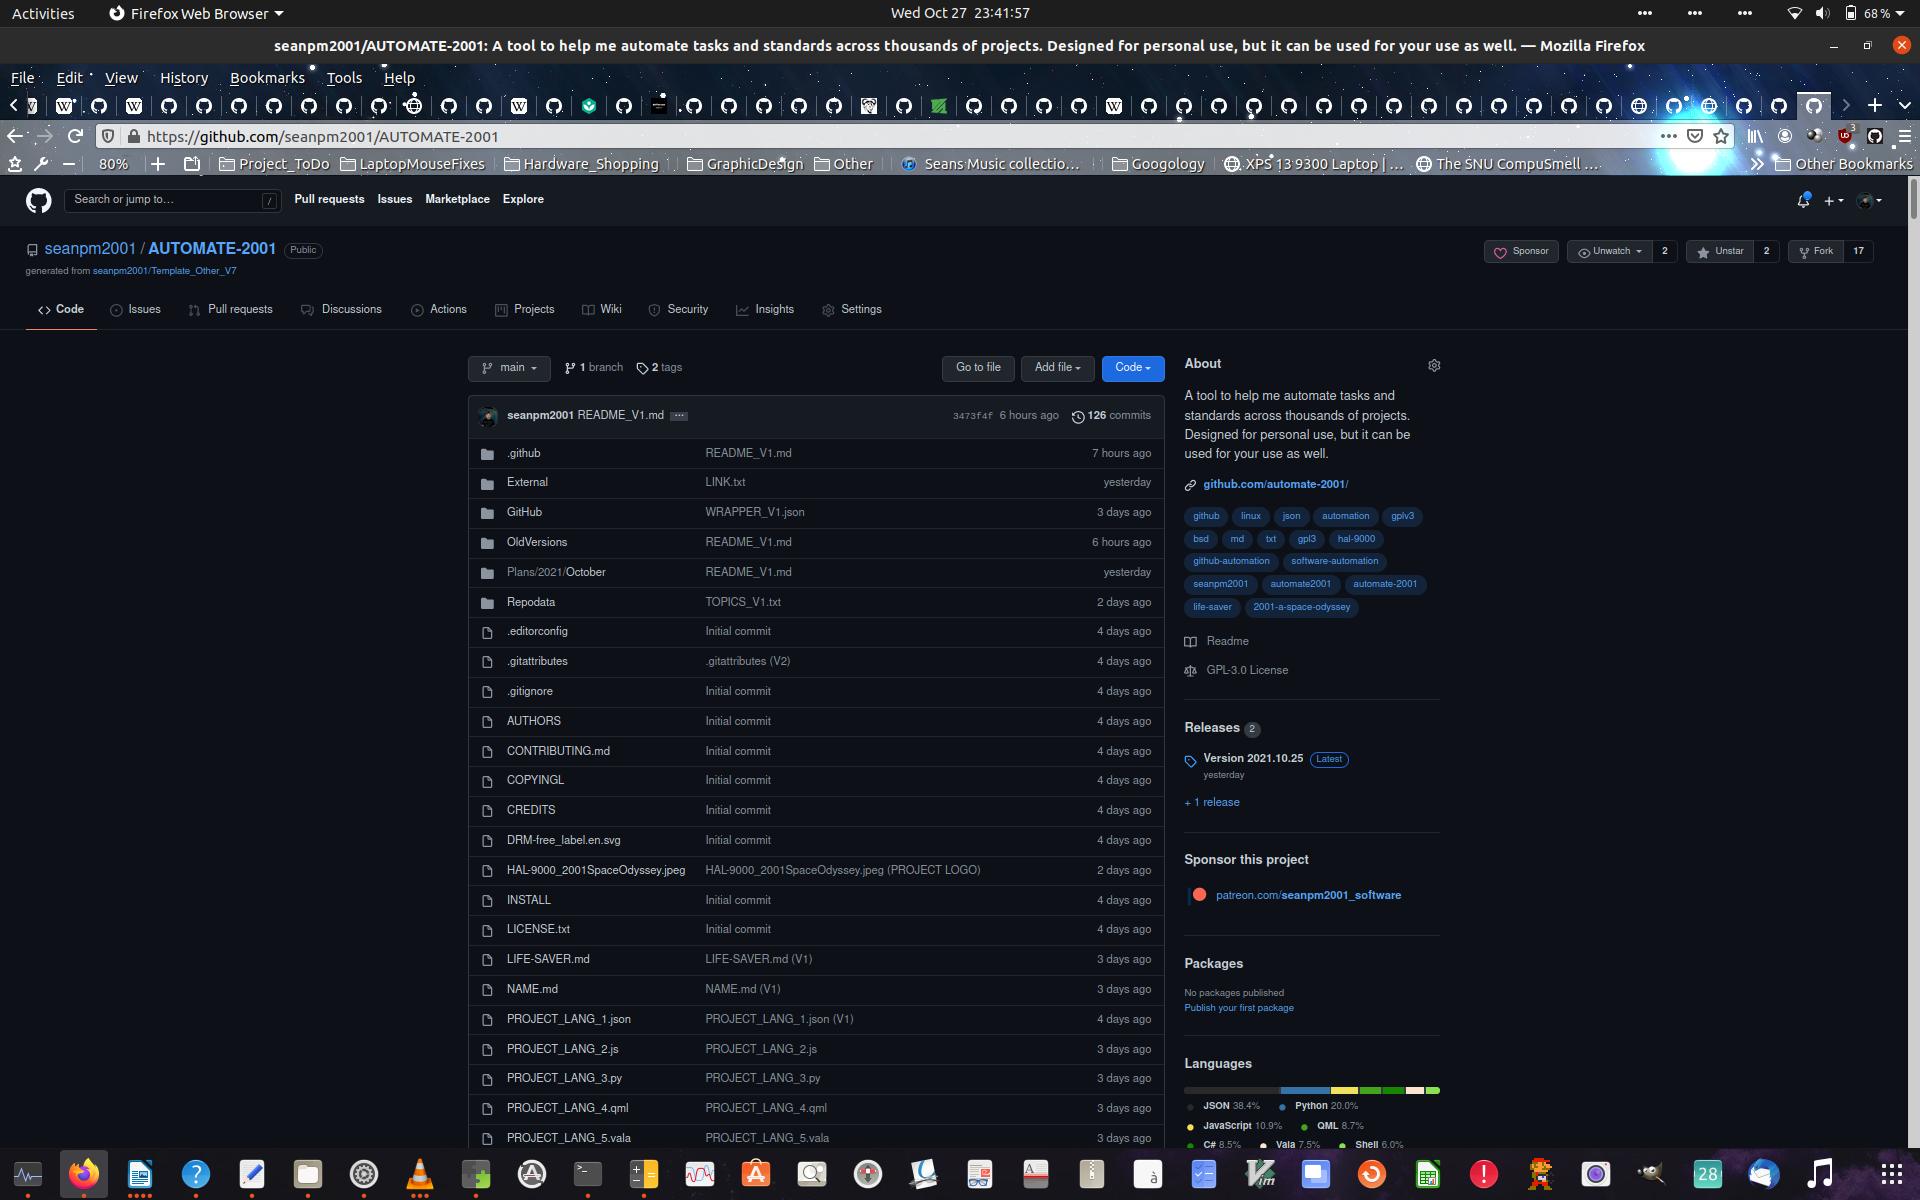 Activities Firefox Web Browser Wed Oct 27 23:41:57 68 %
seanpm2001/AUTOMATE-2001: A tool to help me automate tasks and standards across thousands of projects. Designed for personal use, but it can be used for your use as well. — Mozilla Firefox
File Edit View History Bookmarks Tools Help
https://github.com/seanpm2001/AUTOMATE-2001 3
80% Project_ToDo LaptopMouseFixes Hardware_Shopping GraphicDesign Other Seans Music collectio… Googology XPS 13 9300 Laptop | … The SNU CompuSmell … Other Bookmarks
Search or jump to… / Pull requests Issues Marketplace Explore
seanpm2001 / AUTOMATE-2001 Public Sponsor Unwatch 2 Unstar 2 Fork 17
generated from seanpm2001/Template_Other_V7
Code Issues Pull requests Discussions Actions Projects Wiki Security Insights Settings
main 1 branch 2 tags Go to file Add file Code
seanpm2001 README_V1.md ... 3473f4f 6 hours ago 126 commits
.github README_V1.md 7 hours ago
External LINK.txt yesterday
GitHub WRAPPER_V1.json 3 days ago
OldVersions README_V1.md 6 hours ago
Plans/2021/October README_V1.md yesterday
Repodata TOPICS_V1.txt 2 days ago
.editorconfig Initial commit 4 days ago
.gitattributes .gitattributes (V2) 4 days ago
.gitignore Initial commit 4 days ago
AUTHORS Initial commit 4 days ago
CONTRIBUTING.md Initial commit 4 days ago
COPYINGL Initial commit 4 days ago
CREDITS Initial commit 4 days ago
DRM-free_label.en.svg Initial commit 4 days ago
HAL-9000_2001SpaceOdyssey.jpeg HAL-9000_2001SpaceOdyssey.jpeg (PROJECT LOGO) 2 days ago
INSTALL Initial commit 4 days ago
LICENSE.txt Initial commit 4 days ago
LIFE-SAVER.md LIFE-SAVER.md (V1) 3 days ago
NAME.md NAME.md (V1) 3 days ago
PROJECT_LANG_1.json PROJECT_LANG_1.json (V1) 4 days ago
PROJECT_LANG_2.js PROJECT_LANG_2.js 3 days ago
PROJECT_LANG_3.py PROJECT_LANG_3.py 3 days ago
PROJECT_LANG_4.qml PROJECT_LANG_4.qml 3 days ago
PROJECT_LANG_5.vala PROJECT_LANG_5.vala 3 days ago
About
A tool to help me automate tasks and
standards across thousands of projects.
Designed for personal use, but it can be
used for your use as well.
github.com/automate-2001/
github linux json automation gplv3
bsd md txt gpl3 hal-9000
github-automation software-automation
seanpm2001 automate2001 automate-2001
life-saver 2001-a-space-odyssey
Readme
GPL-3.0 License
Releases 2
Version 2021.10.25 Latest
yesterday
+ 1 release
Sponsor this project
patreon.com/seanpm2001_software
Packages
No packages published
Publish your first package
Languages
JSON 38.4% Python 20.0%
JavaScript 10.9% QML 8.7%
C# 8.5% Vala 7.5% Shell 6.0%
28